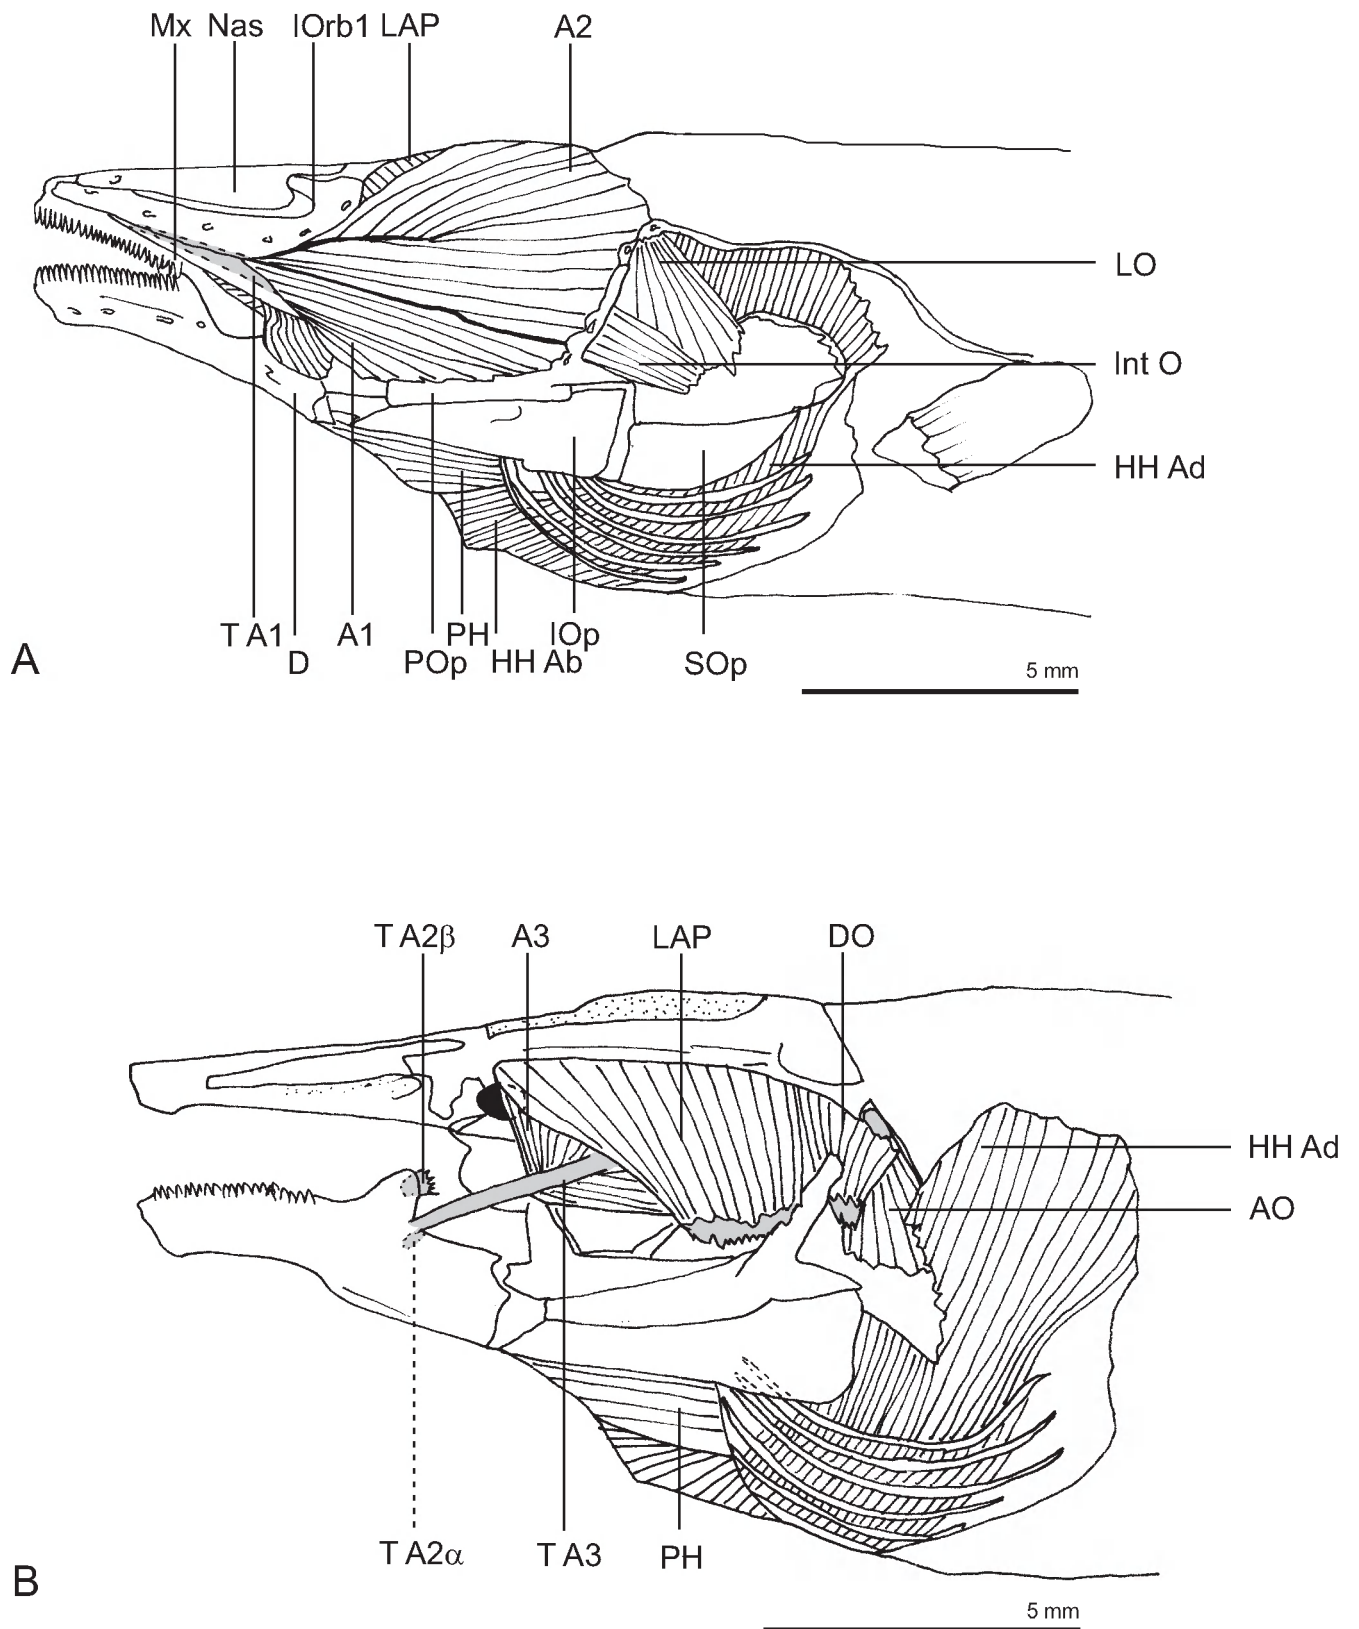 Mx Nas IOrb1 LAP A2
LO
Int O
HH Ad
T A1 A1 PH IOp
D POp HH Ab SOp
A
5 mm
T A2β A3 LAP DO
HH Ad
AO
T A2α T A3 PH
B
5 mm